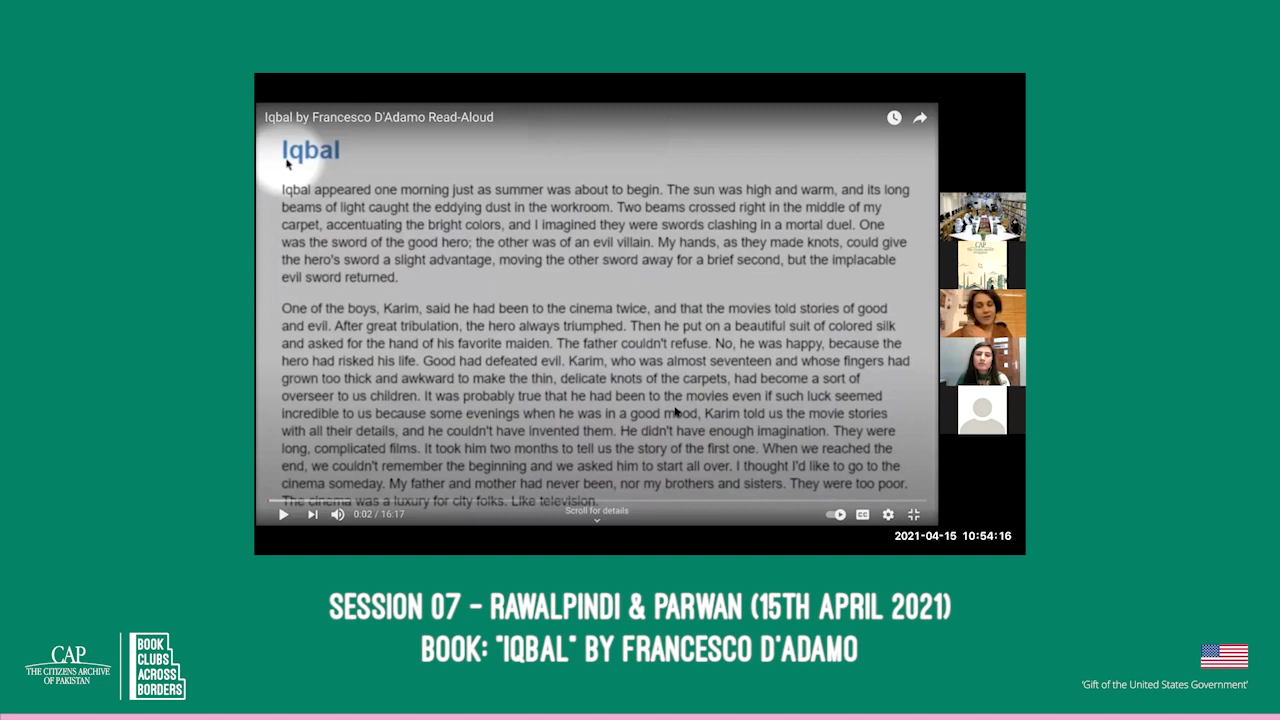 Iqbal by Francesco D'Adamo Read-Aloud
Iqbal
Iqbal appeared one morning just as summer was about to begin. The sun was high and warm, and its long
beams of light caught the eddying dust in the workroom. Two beams crossed right in the middle of my
carpet, accentuating the bright colors, and I imagined they were swords clashing in a mortal duel. One
was the sword of the good hero; the other was of an evil villain. My hands, as they made knots, could give
the hero's sword a slight advantage, moving the other sword away for a brief second, but the implacable
evil sword returned.
One of the boys, Karim, said he had been to the cinema twice, and that the movies told stories of good
and evil. After great tribulation, the hero always triumphed. Then he put on a beautiful suit of colored silk
and asked for the hand of his favorite maiden. The father couldn't refuse. No, he was happy, because the
hero had risked his life. Good had defeated evil. Karim, who was almost seventeen and whose fingers had
grown too thick and awkward to make the thin, delicate knots of the carpets, had become a sort of
overseer to us children. It was probably true that he had been to the movies even if such luck seemed
incredible to us because some evenings when he was in a good mood, Karim told us the movie stories
with all their details, and he couldn't have invented them. He didn't have enough imagination. They were
long, complicated films. It took him two months to tell us the story of the first one. When we reached the
end, we couldn't remember the beginning and we asked him to start all over. I thought I'd like to go to the
cinema someday. My father and mother had never been, nor my brothers and sisters. They were too poor.
The cinema was a luxury for city folks. Like television.
0:02 / 16:17
Scroll for details
CC
CAP
2021-04-15 10:54:16
SESSION 07 - RAWALPINDI & PARWAN (15TH APRIL 2021)
BOOK: "IQBAL" BY FRANCESCO D'ADAMO
CAP
THE CITIZENS ARCHIVE
OF PAKISTAN
BOOK
CLUBS
ACROSS
BORDERS
'Gift of the United States Government'